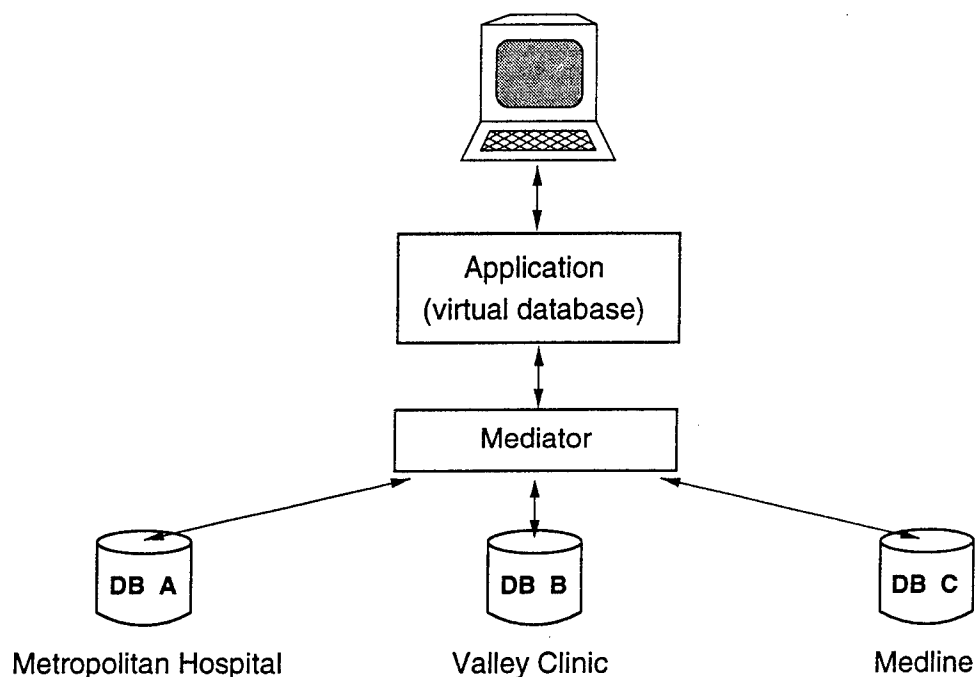 Application
(virtual database)
Mediator
DB A
DB B
DB C
Metropolitan Hospital
Valley Clinic
Medline